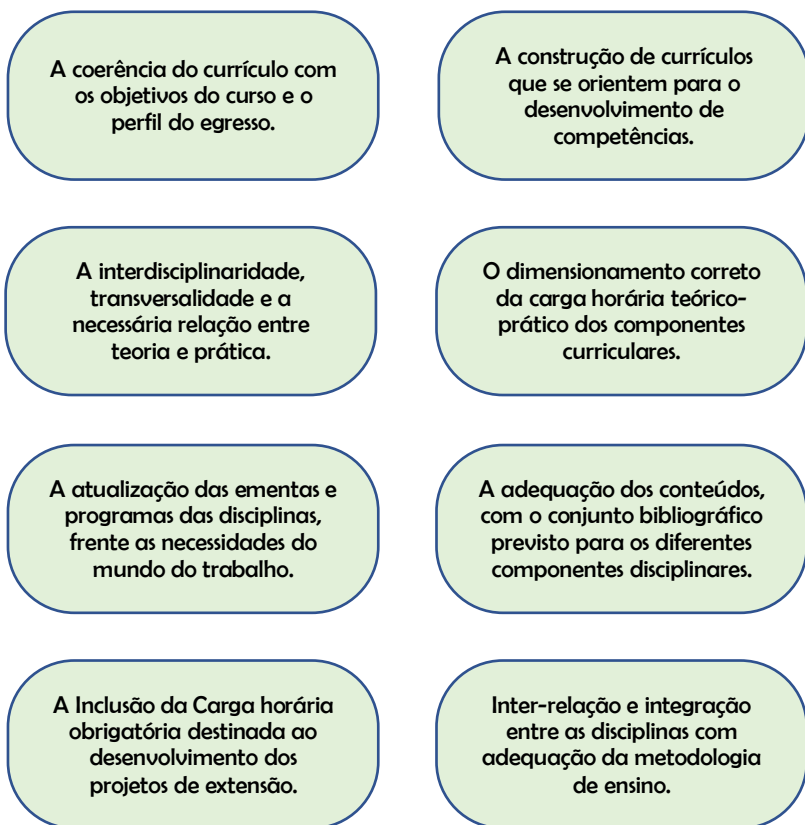 A coerência do currículo com
os objetivos do curso e o
perfil do egresso.
A construção de currículos
que se orientem para o
desenvolvimento de
competências.
A interdisciplinaridade,
transversalidade e a
necessária relação entre
teoria e prática.
O dimensionamento correto
da carga horária teórico-
prático dos componentes
curriculares.
A atualização das ementas e
programas das disciplinas,
frente as necessidades do
mundo do trabalho.
A adequação dos conteúdos,
com o conjunto bibliográfico
previsto para os diferentes
componentes disciplinares.
A Inclusão da Carga horária
obrigatória destinada ao
desenvolvimento dos
projetos de extensão.
Inter-relação e integração
entre as disciplinas com
adequação da metodologia
de ensino.